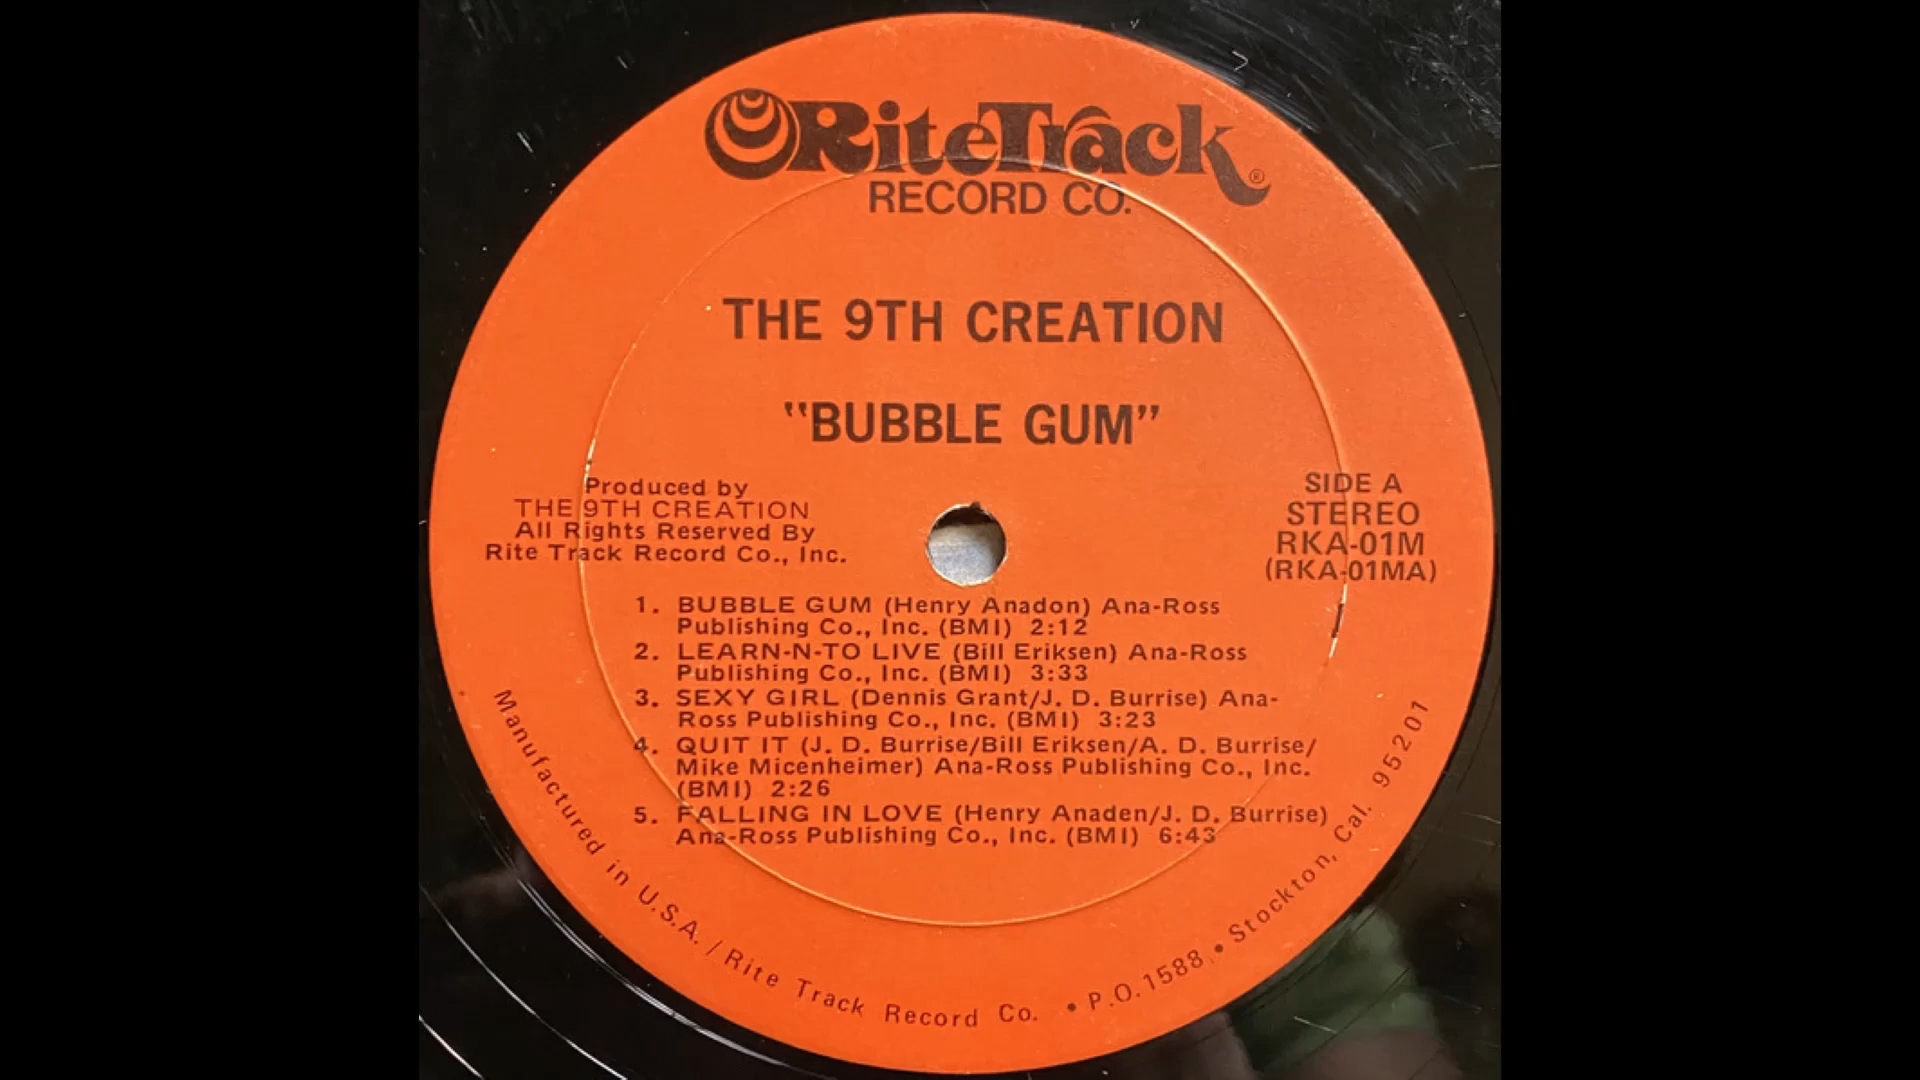 RiteTrack®
RECORD CO.
THE 9TH CREATION
"BUBBLE GUM"
Produced by
THE 9TH CREATION
All Rights Reserved By
Rite Track Record Co., Inc.
SIDE A
STEREO
RKA-01M
(RKA-01MA)
1. BUBBLE GUM (Henry Anadon) Ana-Ross
Publishing Co., Inc. (BMI) 2:12
2. LEARN-N-TO LIVE (Bill Eriksen) Ana-Ross
Publishing Co., Inc. (BMI) 3:33
3. SEXY GIRL (Dennis Grant/J. D. Burrise) Ana-
Ross Publishing Co., Inc. (BMI) 3:23
4. QUIT IT (J. D. Burrise/Bill Eriksen/A. D. Burrise/
Mike Micenheimer) Ana-Ross Publishing Co., Inc.
(BMI) 2:26
5. FALLING IN LOVE (Henry Anaden/J. D. Burrise)
Ana-Ross Publishing Co., Inc. (BMI) 6:43
Manufactured in U.S.A. / Rite Track Record Co. • P.O. 1588, • Stockton, Cal. 95201